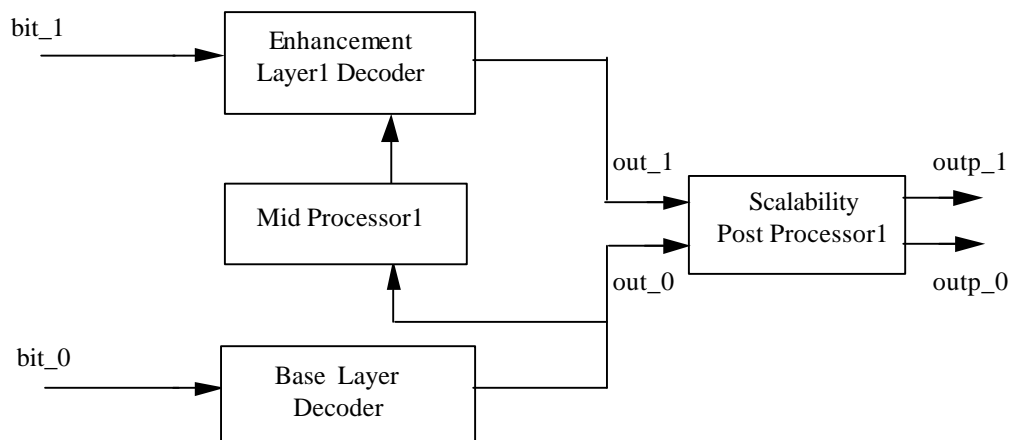 bit_1
Enhancement
Layer1 Decoder
out_1
outp_1
Mid Processor1
Scalability
Post Processor1
out_0
outp_0
bit_0
Base Layer
Decoder